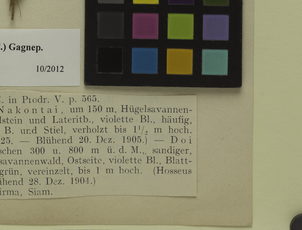 .) Gagnep.
10/2012
. in Prodr. V. p. 565.
Nakontai, um 150 m, Hügelsavannen-
dstein und Lateritb., violette Bl., häufig,
B. und Stiel, verholzt bis 1½ m hoch.
25. — Blühend 20. Dez. 1905.) — Doi
schen 300 u. 800 m ü. d. M., sandiger,
savannenwald, Ostseite, violette Bl., Blatt-
grün, vereinzelt, bis 1 m hoch. (Hosseus
ühend 28. Dez. 1904.)
irma, Siam.